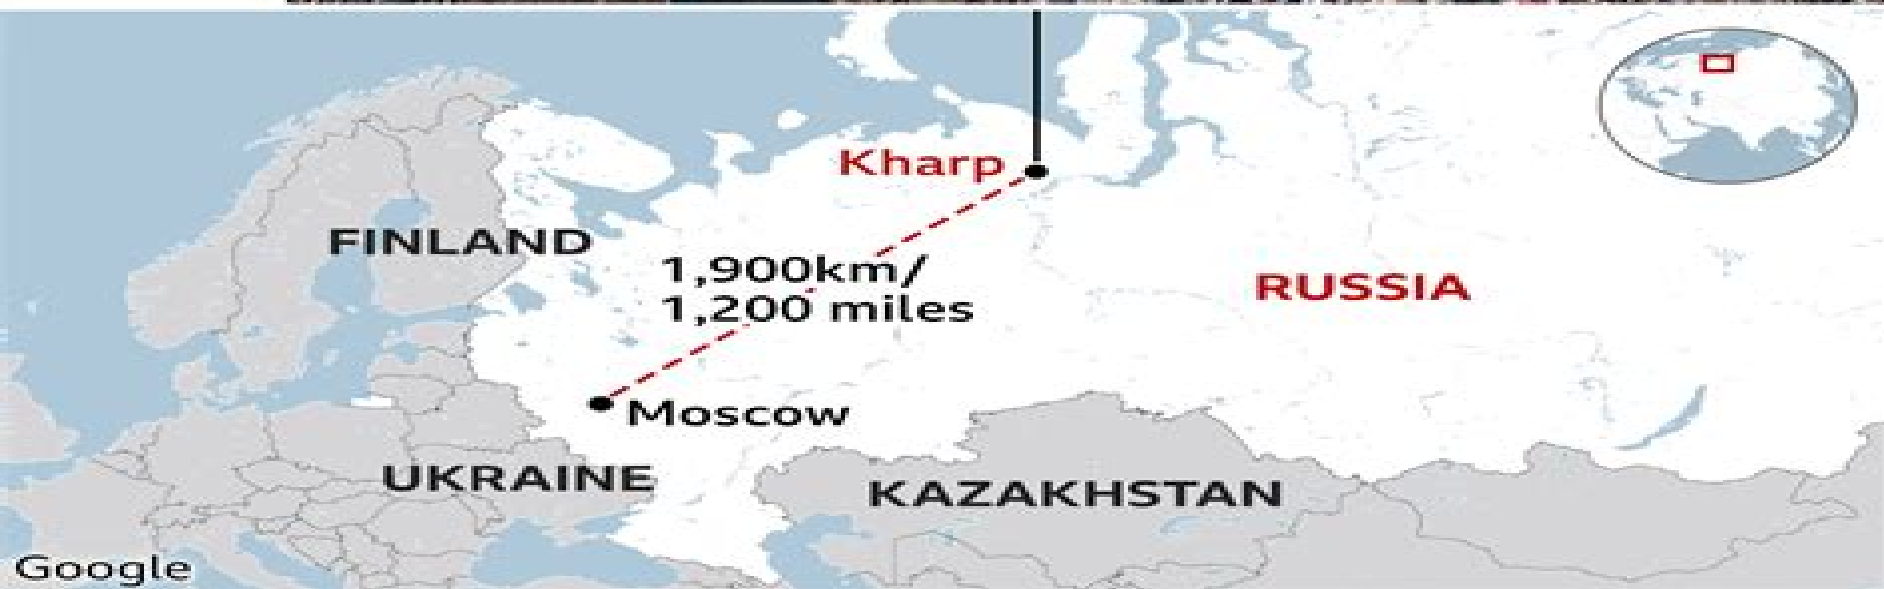 Kharp
FINLAND
1,900km/
1,200 miles
RUSSIA
Moscow
UKRAINE
KAZAKHSTAN
Google